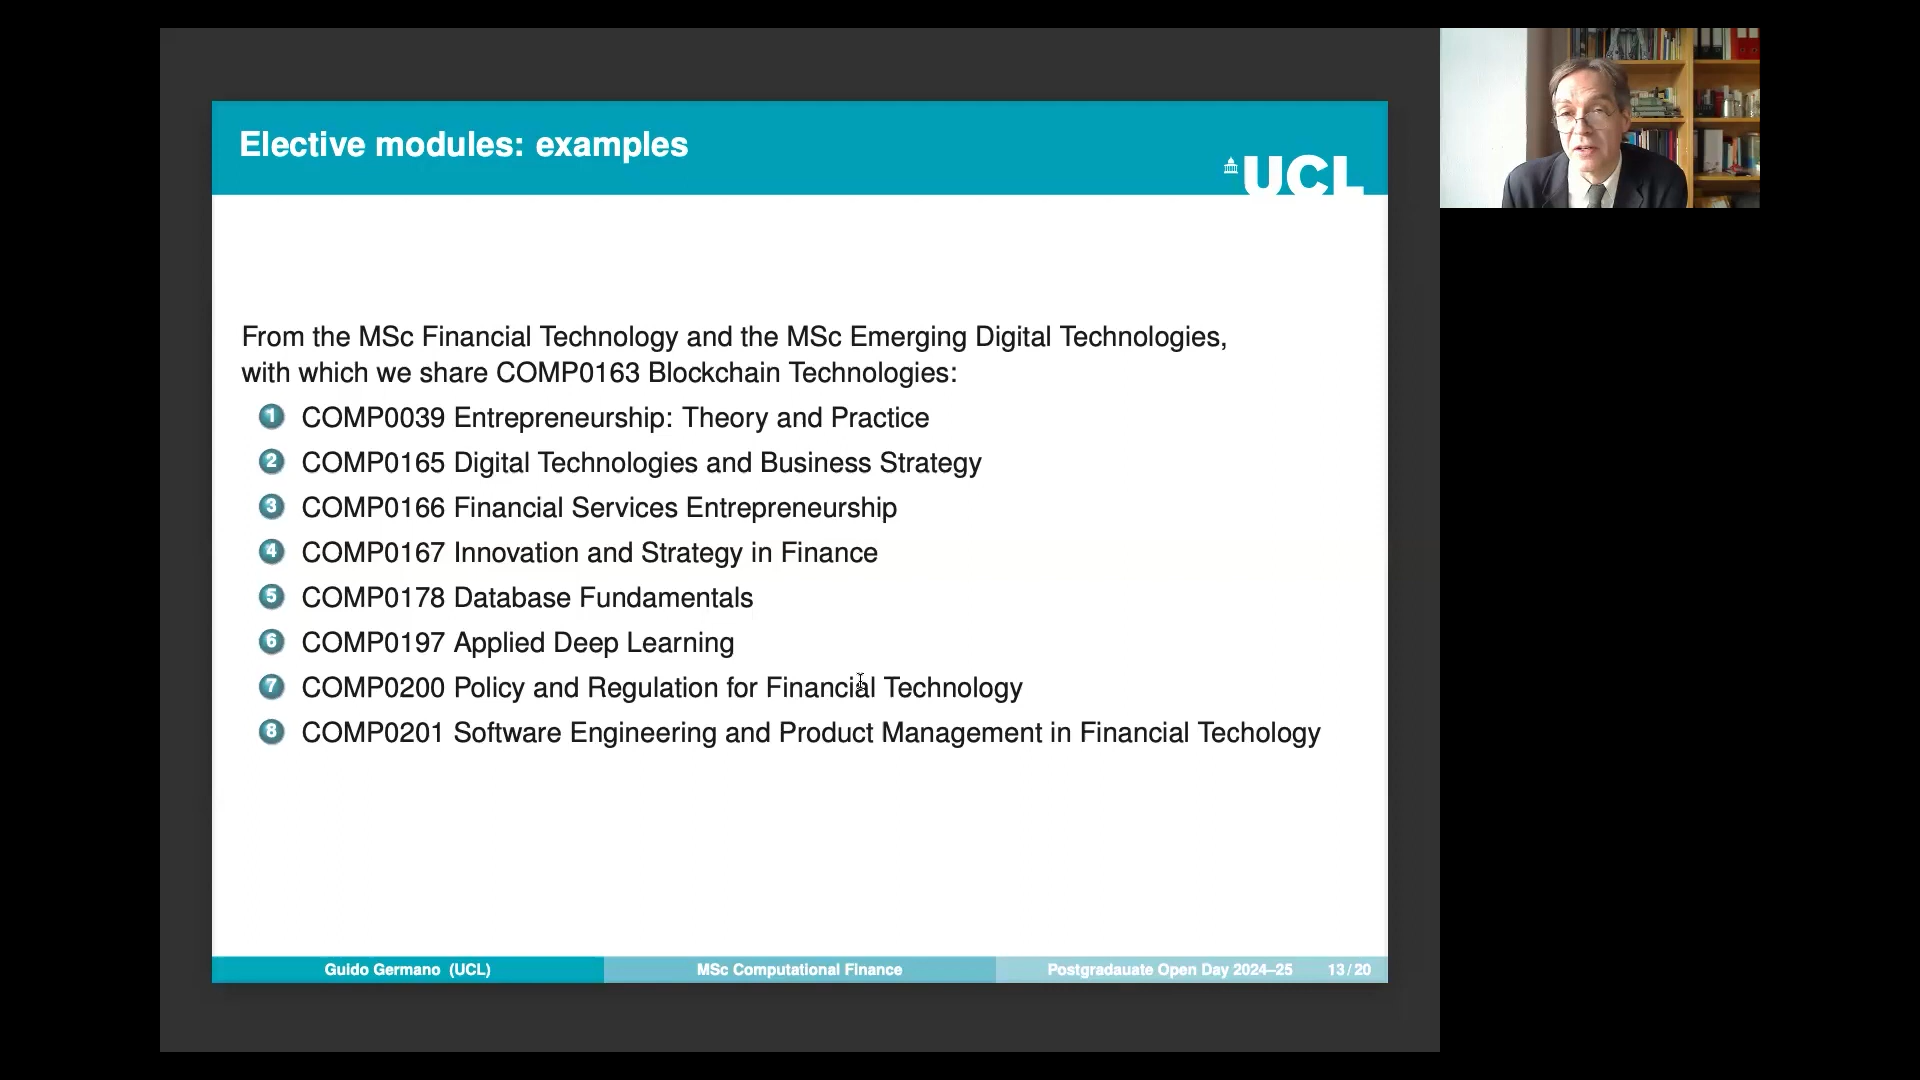 Elective modules: examples
UCL
From the MSc Financial Technology and the MSc Emerging Digital Technologies,
with which we share COMP0163 Blockchain Technologies:
1 COMP0039 Entrepreneurship: Theory and Practice
2 COMP0165 Digital Technologies and Business Strategy
3 COMP0166 Financial Services Entrepreneurship
4 COMP0167 Innovation and Strategy in Finance
5 COMP0178 Database Fundamentals
6 COMP0197 Applied Deep Learning
7 COMP0200 Policy and Regulation for Financial Technology
8 COMP0201 Software Engineering and Product Management in Financial Techology
Guido Germano (UCL) MSc Computational Finance Postgradauate Open Day 2024–25 13 / 20